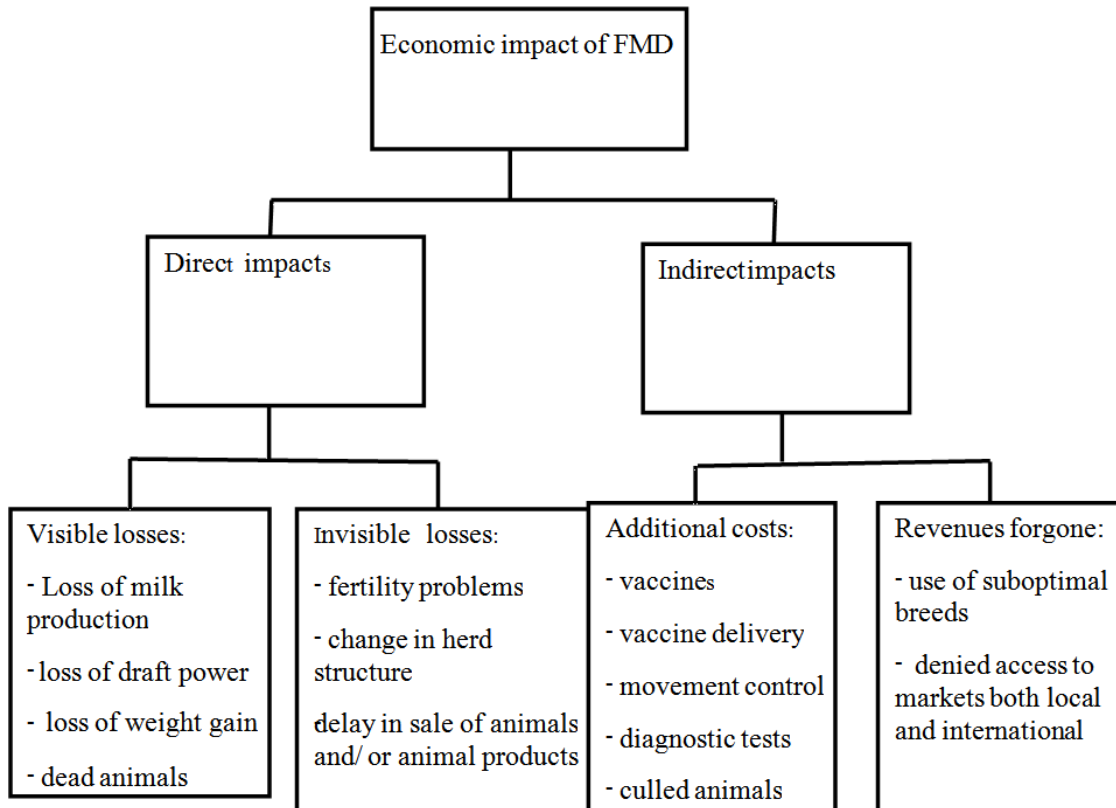 Economic impact of FMD
Direct impacts
Indirectimpacts
Visible losses:
- Loss of milk
production
- loss of draft power
- loss of weight gain
- dead animals
Invisible losses:
- fertility problems
- change in herd
structure
- delay in sale of animals
and/ or animal products
Additional costs:
- vaccines
- vaccine delivery
- movement control
- diagnostic tests
- culled animals
Revenues forgone:
- use of suboptimal
breeds
- denied access to
markets both local
and international